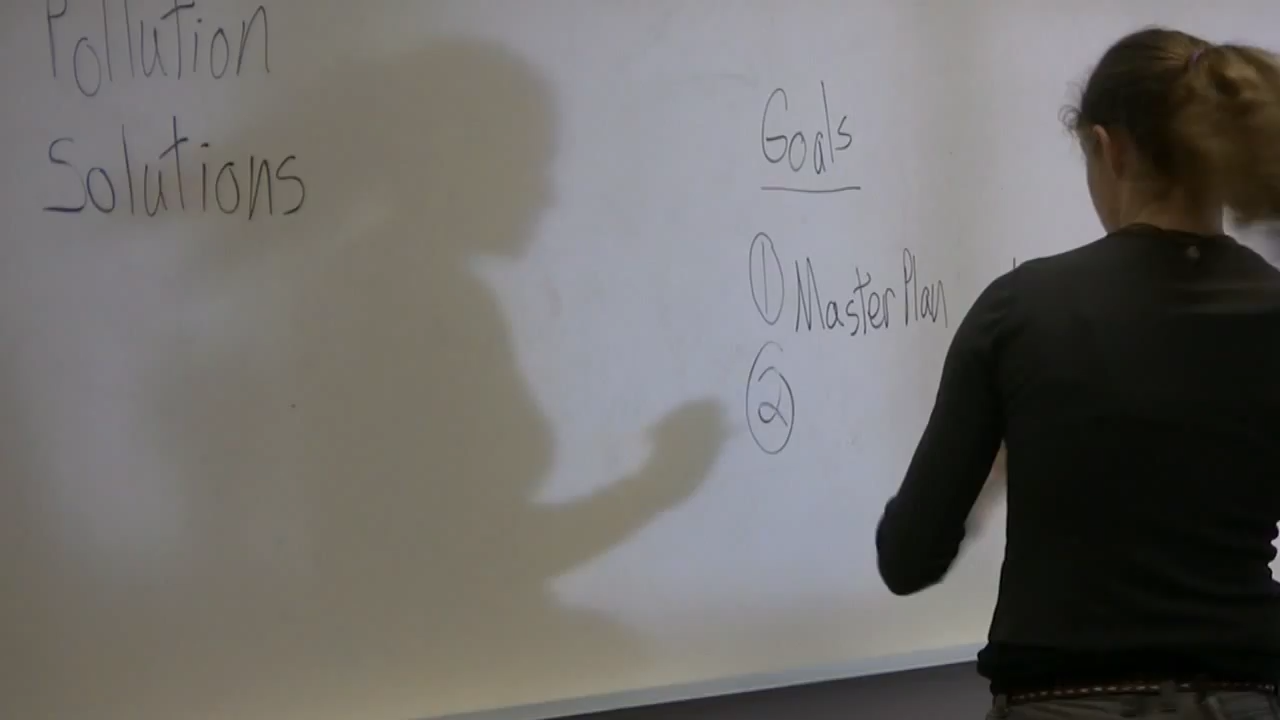 Pollution
Solutions
Goals
① Master Plan
②